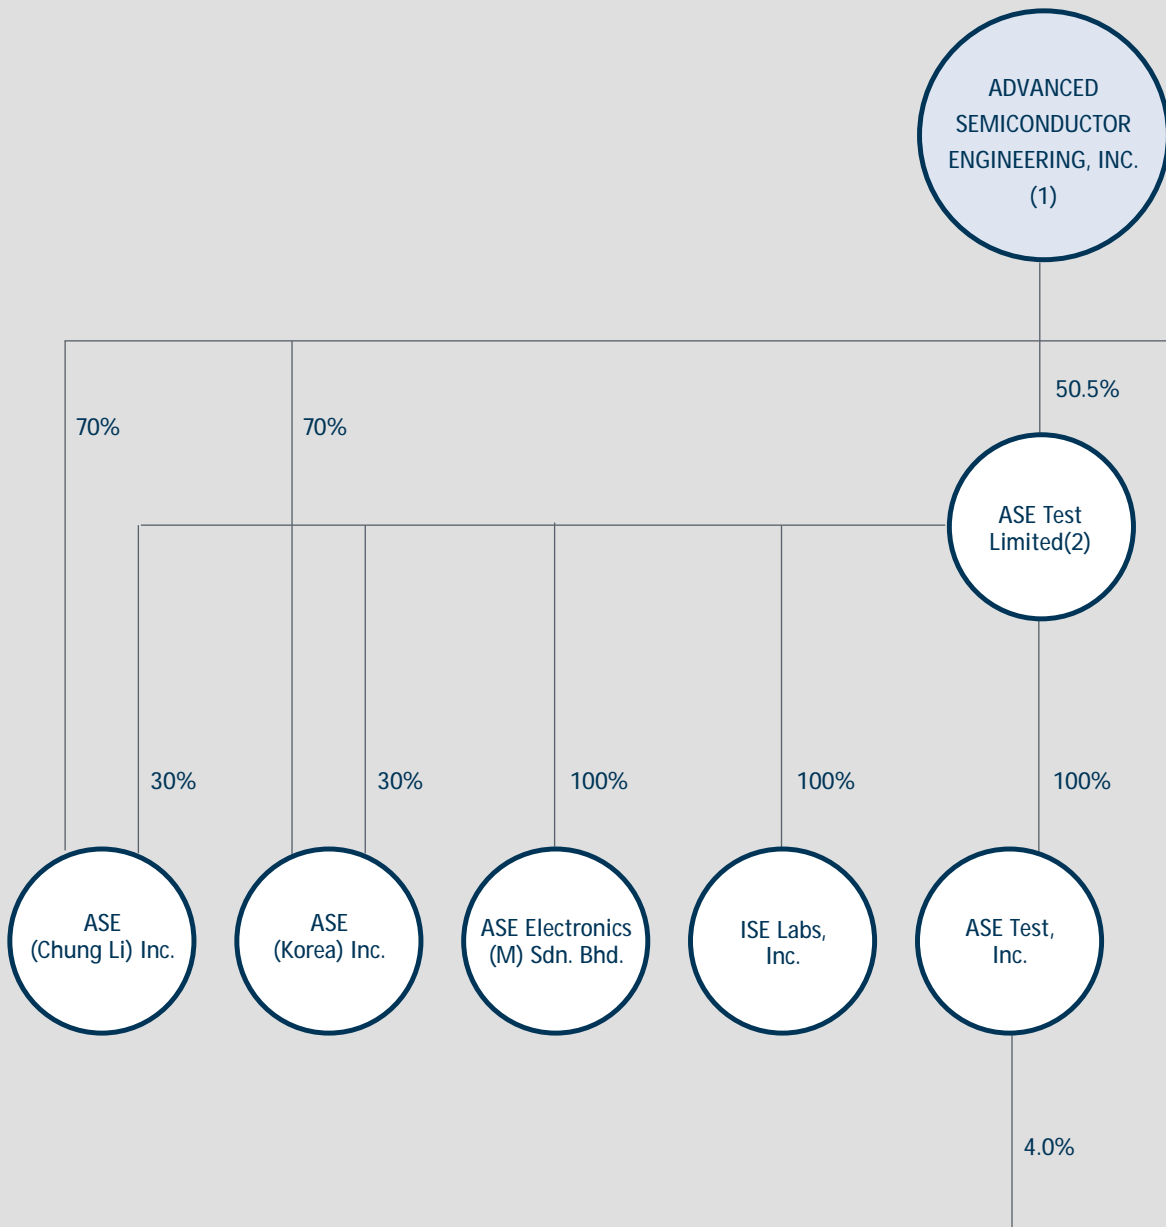 ADVANCED
SEMICONDUCTOR
ENGINEERING, INC.
(1)
50.5%
70%
70%
ASE Test
Limited(2)
30%
30%
100%
100%
100%
ASE
(Chung Li) Inc.
ASE
(Korea) Inc.
ASE Electronics
(M) Sdn. Bhd.
ISE Labs,
Inc.
ASE Test,
Inc.
4.0%